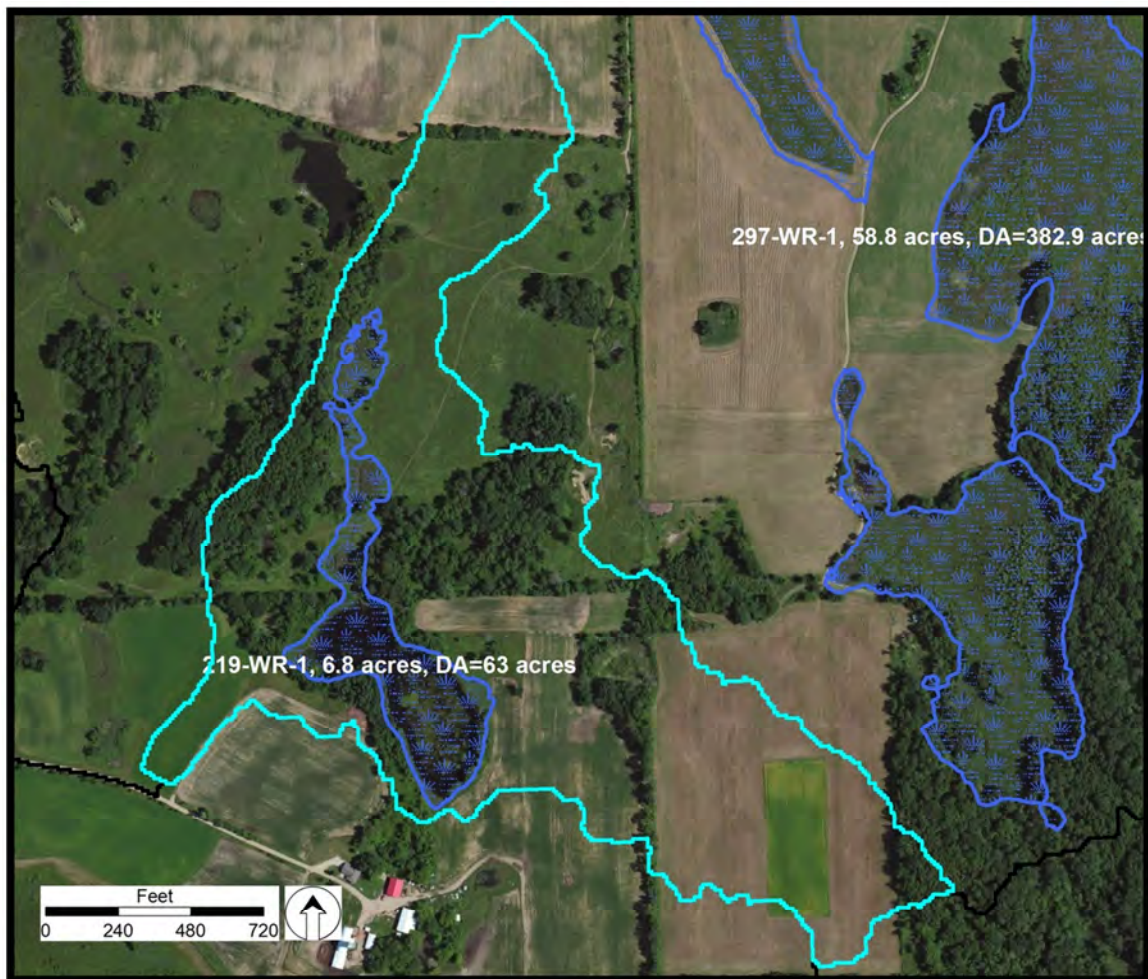 297-WR-1, 58.8 acres, DA=382.9 acres
219-WR-1, 6.8 acres, DA=63 acres
Feet
0 240 480 720